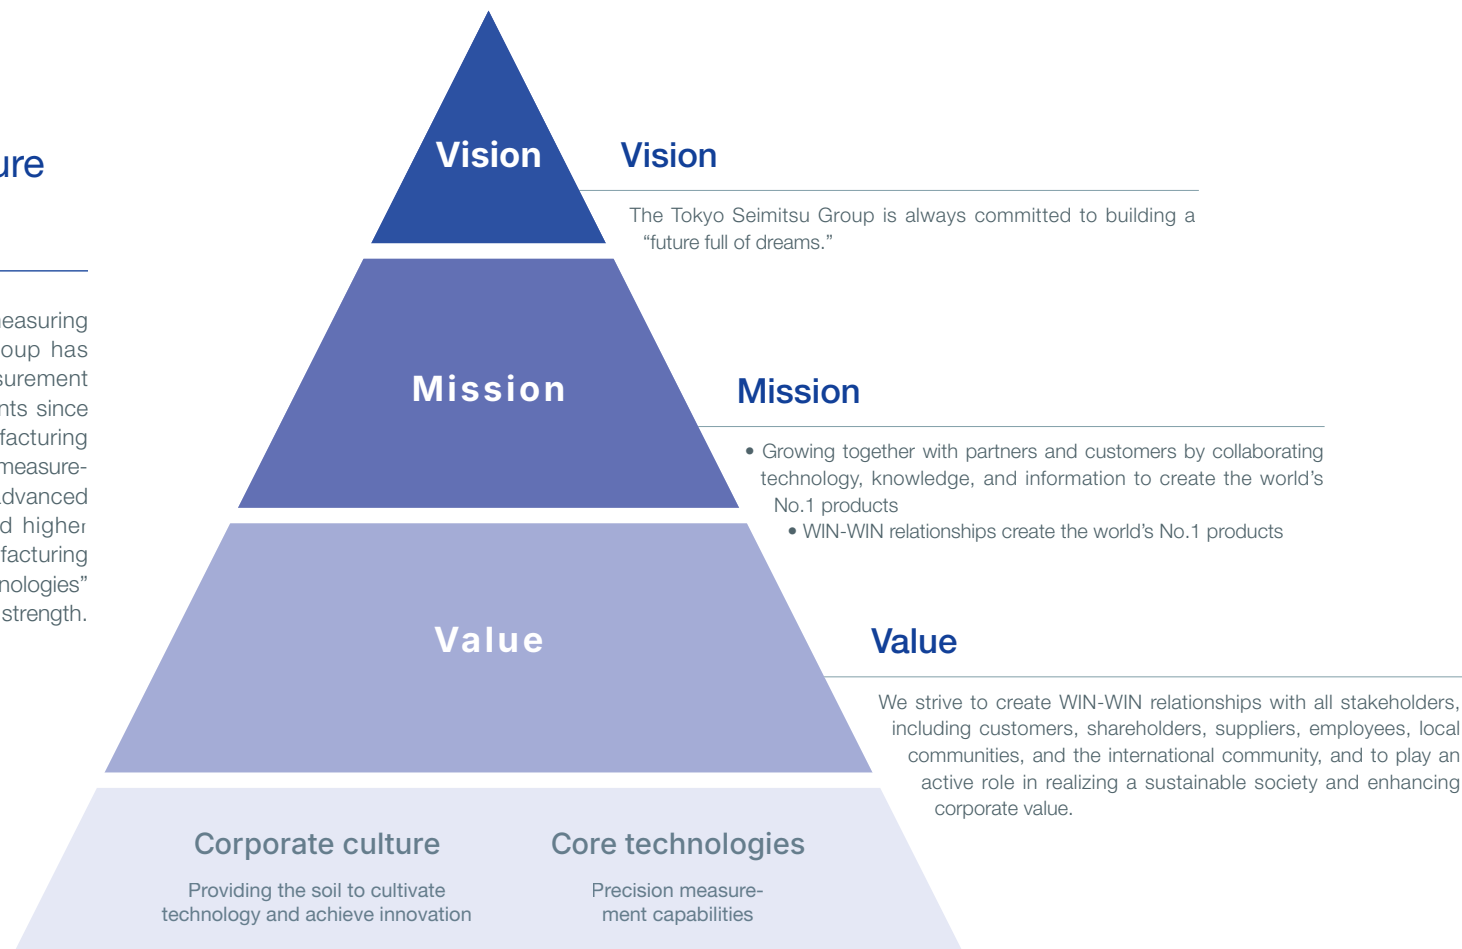 ure
easuring
oup has
surement
nts since
facturing
measure-
dvanced
d higher
facturing
nologies”
strength.
Vision
Vision
The Tokyo Seimitsu Group is always committed to building a
“future full of dreams.”
Mission
Mission
• Growing together with partners and customers by collaborating
technology, knowledge, and information to create the world’s
No.1 products
• WIN-WIN relationships create the world’s No.1 products
Value
Value
We strive to create WIN-WIN relationships with all stakeholders,
including customers, shareholders, suppliers, employees, local
communities, and the international community, and to play an
active role in realizing a sustainable society and enhancing
corporate value.
Corporate culture
Providing the soil to cultivate
technology and achieve innovation
Core technologies
Precision measure-
ment capabilities